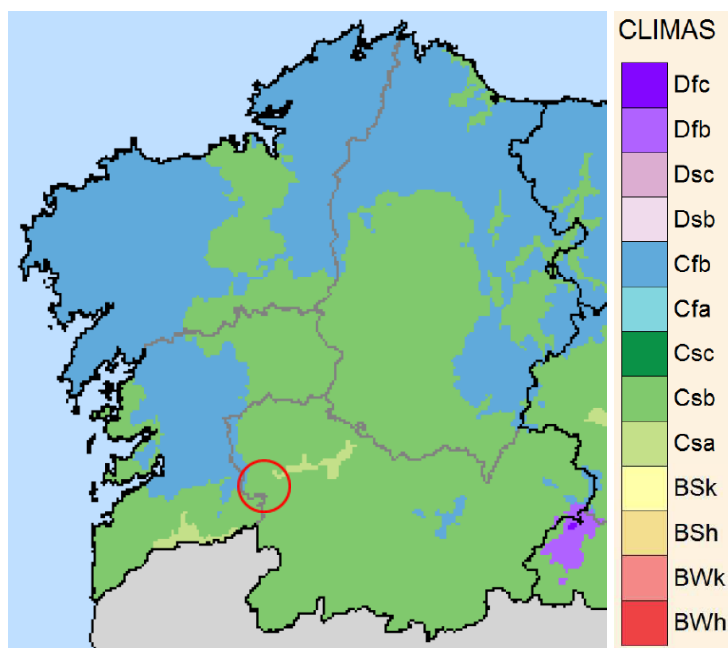 CLIMAS
Dfc
Dfb
Dsc
Dsb
Cfb
Cfa
Csc
Csb
Csa
BSk
BSh
BWk
BWh